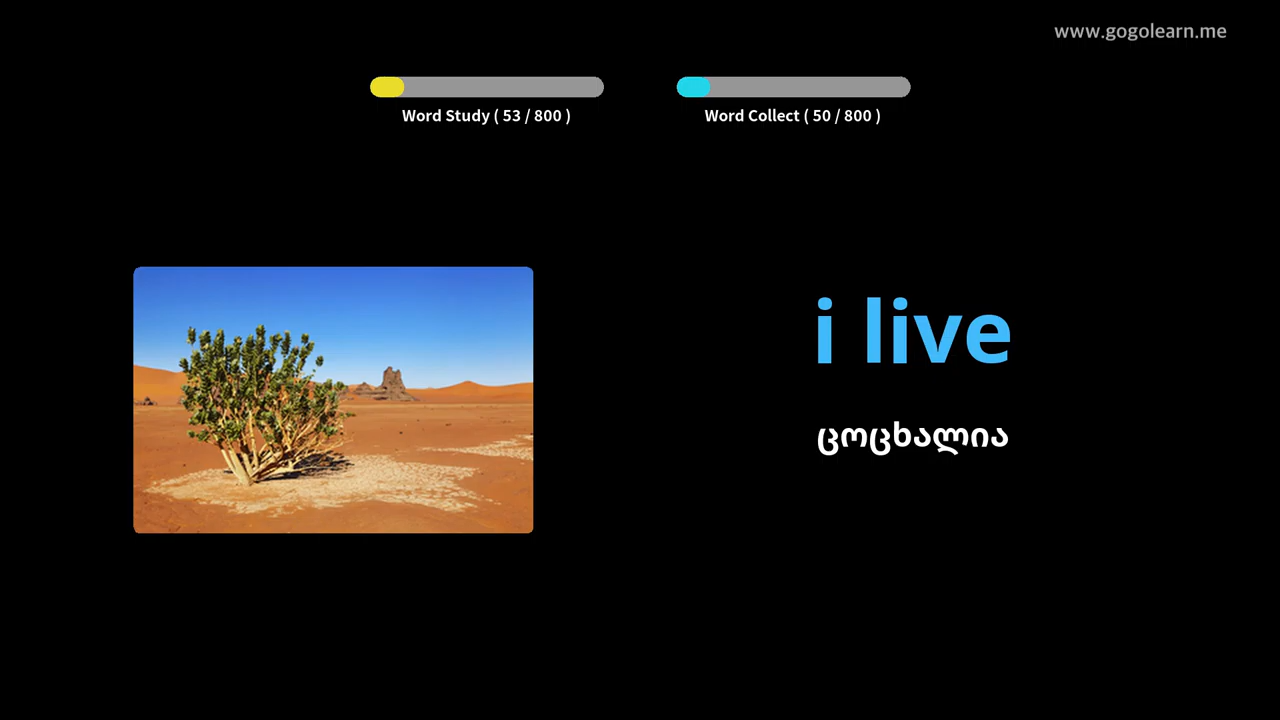 www.gogolearn.me
Word Study ( 53 / 800 )
Word Collect ( 50 / 800 )
i live
ცოცხალია